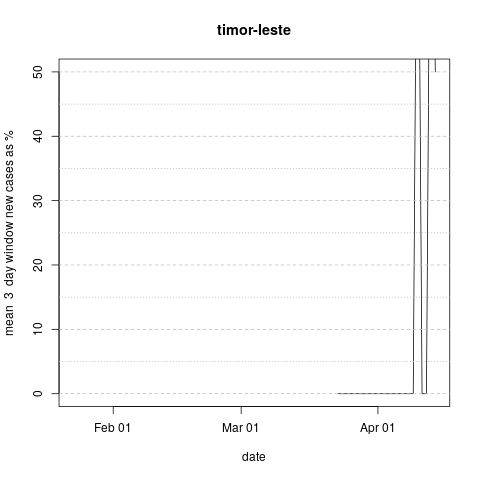 timor-leste
mean 3 day window new cases as %
50
40
30
20
10
0
Feb 01
Mar 01
Apr 01
date